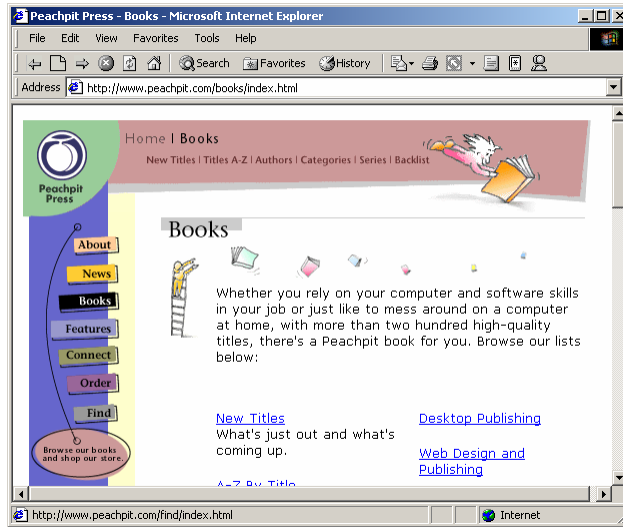 Peachpit Press - Books - Microsoft Internet Explorer
File Edit View Favorites Tools Help
Search Favorites History
Address http://www.peachpit.com/books/index.html
Home | Books
New Titles | Titles A-Z | Authors | Categories | Series | Backlist
Peachpit
Press
Books
About
News
Books
Features
Connect
Order
Find
Browse our books
and shop our store.
Whether you rely on your computer and software skills
in your job or just like to mess around on a computer
at home, with more than two hundred high-quality
titles, there's a Peachpit book for you. Browse our lists
below:
New Titles
What's just out and what's
coming up.
A-Z By Title
Desktop Publishing
Web Design and
Publishing
http://www.peachpit.com/find/index.html Internet